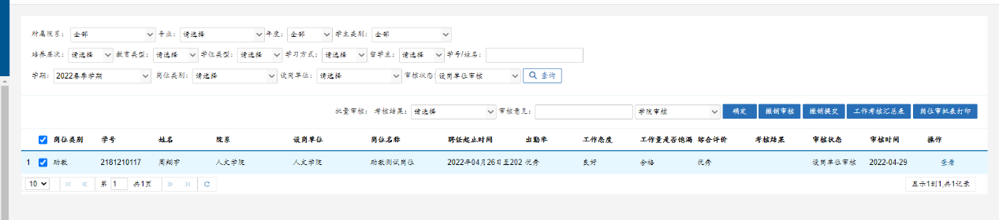 所属院系: 全部 专业: 请选择 年度: 全部 学生类别: 全部
培养层次: 请选择 教育类型: 请选择 学位类型: 请选择 学习方式: 请选择 留学生: 请选择 学号/姓名:
学期: 2022春季学期 岗位类别: 请选择 设岗单位: 请选择 审核状态: 设岗单位审核 查询
批量审核: 考核结果: 请选择 审核意见: 学院审核 确定 撤销审核 撤销提交 工作考核汇总表 岗位审批表打印
岗位类别 学号 姓名 院系 设岗单位 岗位名称 聘任起止时间 出勤率 工作态度 工作量是否饱满 综合评价 考核结果 审核状态 审核时间 操作
1 助教 2181210117 周翔宇 人文学院 人文学院 助教测试岗位 2022年04月26日至202 优秀 良好 合格 优秀 设岗单位审核 2022-04-29 查看
10 第 1 共1页 显示1到1,共1记录